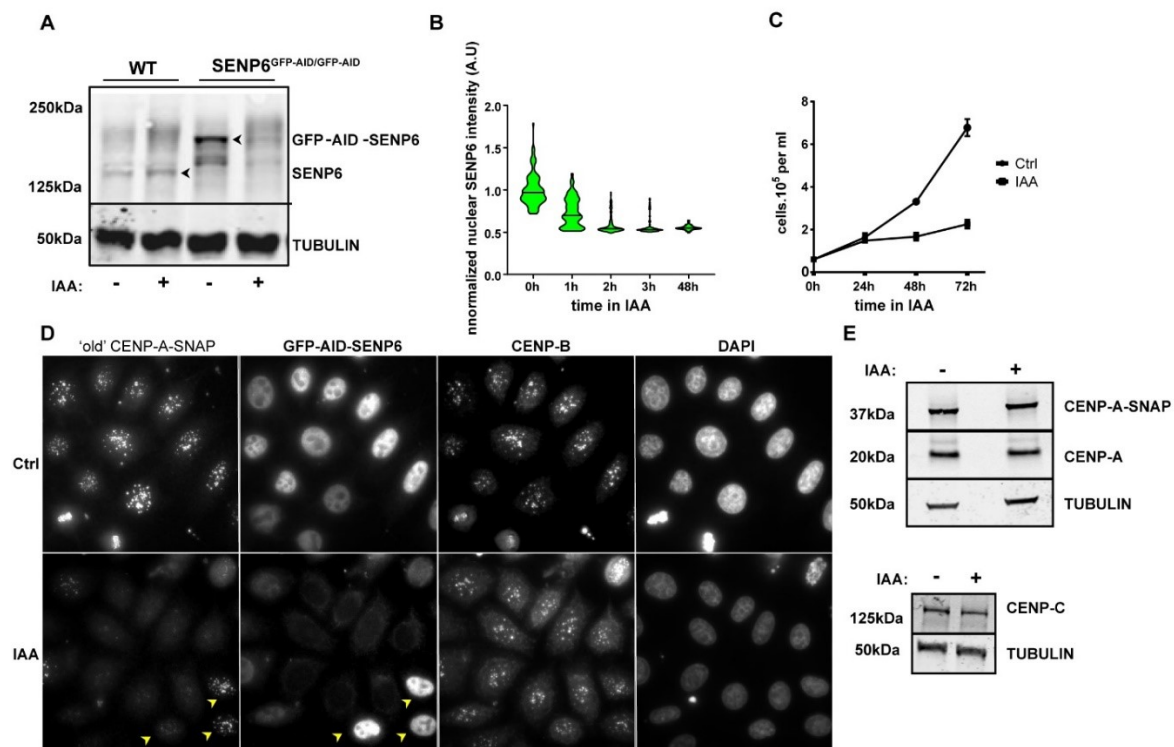 A
WT SENP6GFP-AID/GFP-AID
250kDa
GFP-AID-SENP6
SENP6
125kDa
50kDa
TUBULIN
IAA: - + - +
B
nnormalized nuclear SENP6 intensity (A.U)
2.0
1.5
1.0
0.5
0.0
0h 1h 2h 3h 48h
time in IAA
C
cells.10^5 per ml
8
6
4
2
0
0h 24h 48h 72h
time in IAA
Ctrl
IAA
D
'old' CENP-A-SNAP GFP-AID-SENP6 CENP-B DAPI
Ctrl
IAA
E
IAA: - +
37kDa CENP-A-SNAP
20kDa CENP-A
50kDa TUBULIN
IAA: - +
125kDa CENP-C
50kDa TUBULIN